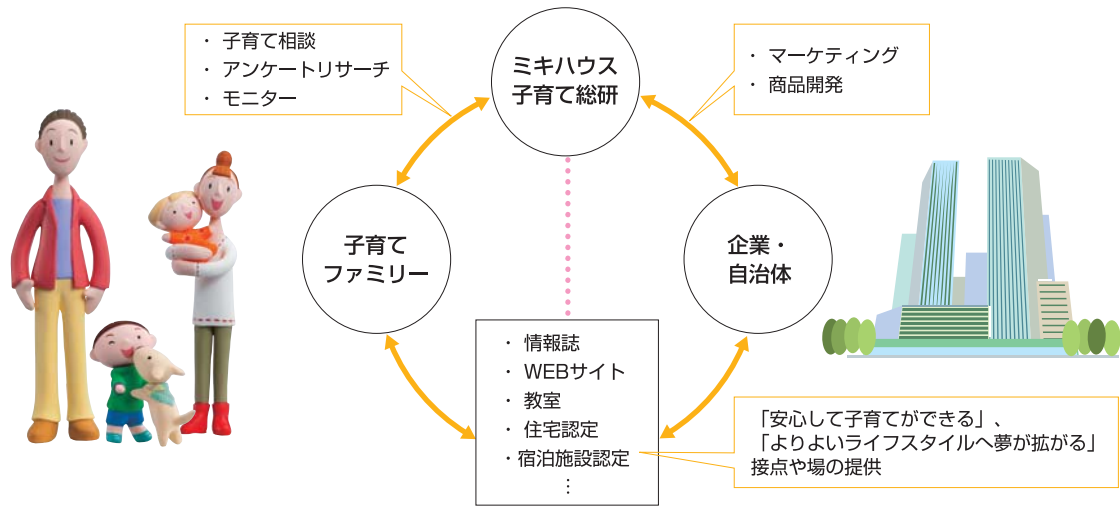 ・ 子育て相談
・ アンケートリサーチ
・ モニター
ミキハウス
子育て総研
・ マーケティング
・ 商品開発
子育て
ファミリー
企業・
自治体
・ 情報誌
・ WEBサイト
・ 教室
・ 住宅認定
・宿泊施設認定
⋮
「安心して子育てができる」、
「よりよいライフスタイルへ夢が拡がる」
接点や場の提供